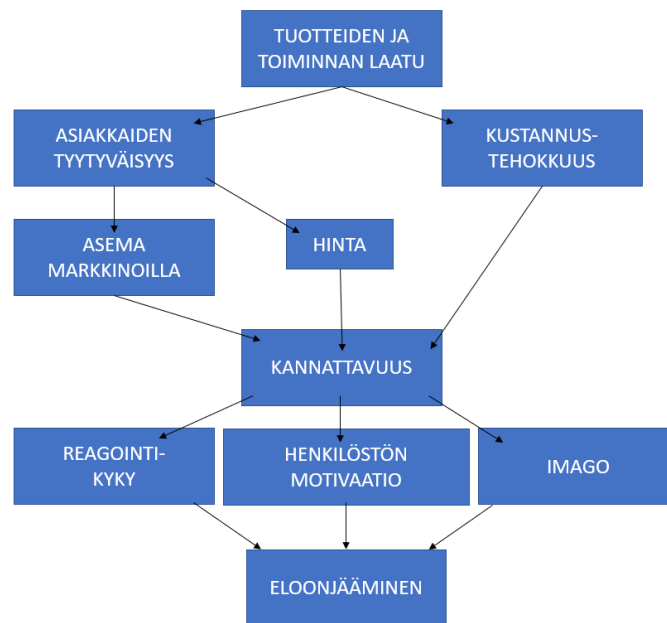 TUOTTEIDEN JA
TOIMINNAN LAATU
ASIAKKAIDEN
TYYTYVÄISYYS
KUSTANNUS-
TEHOKKUUS
ASEMA
MARKKINOILLA
HINTA
KANNATTAVUUS
REAGOINTI-
KYKY
HENKILÖSTÖN
MOTIVAATIO
IMAGO
ELOONJÄÄMINEN